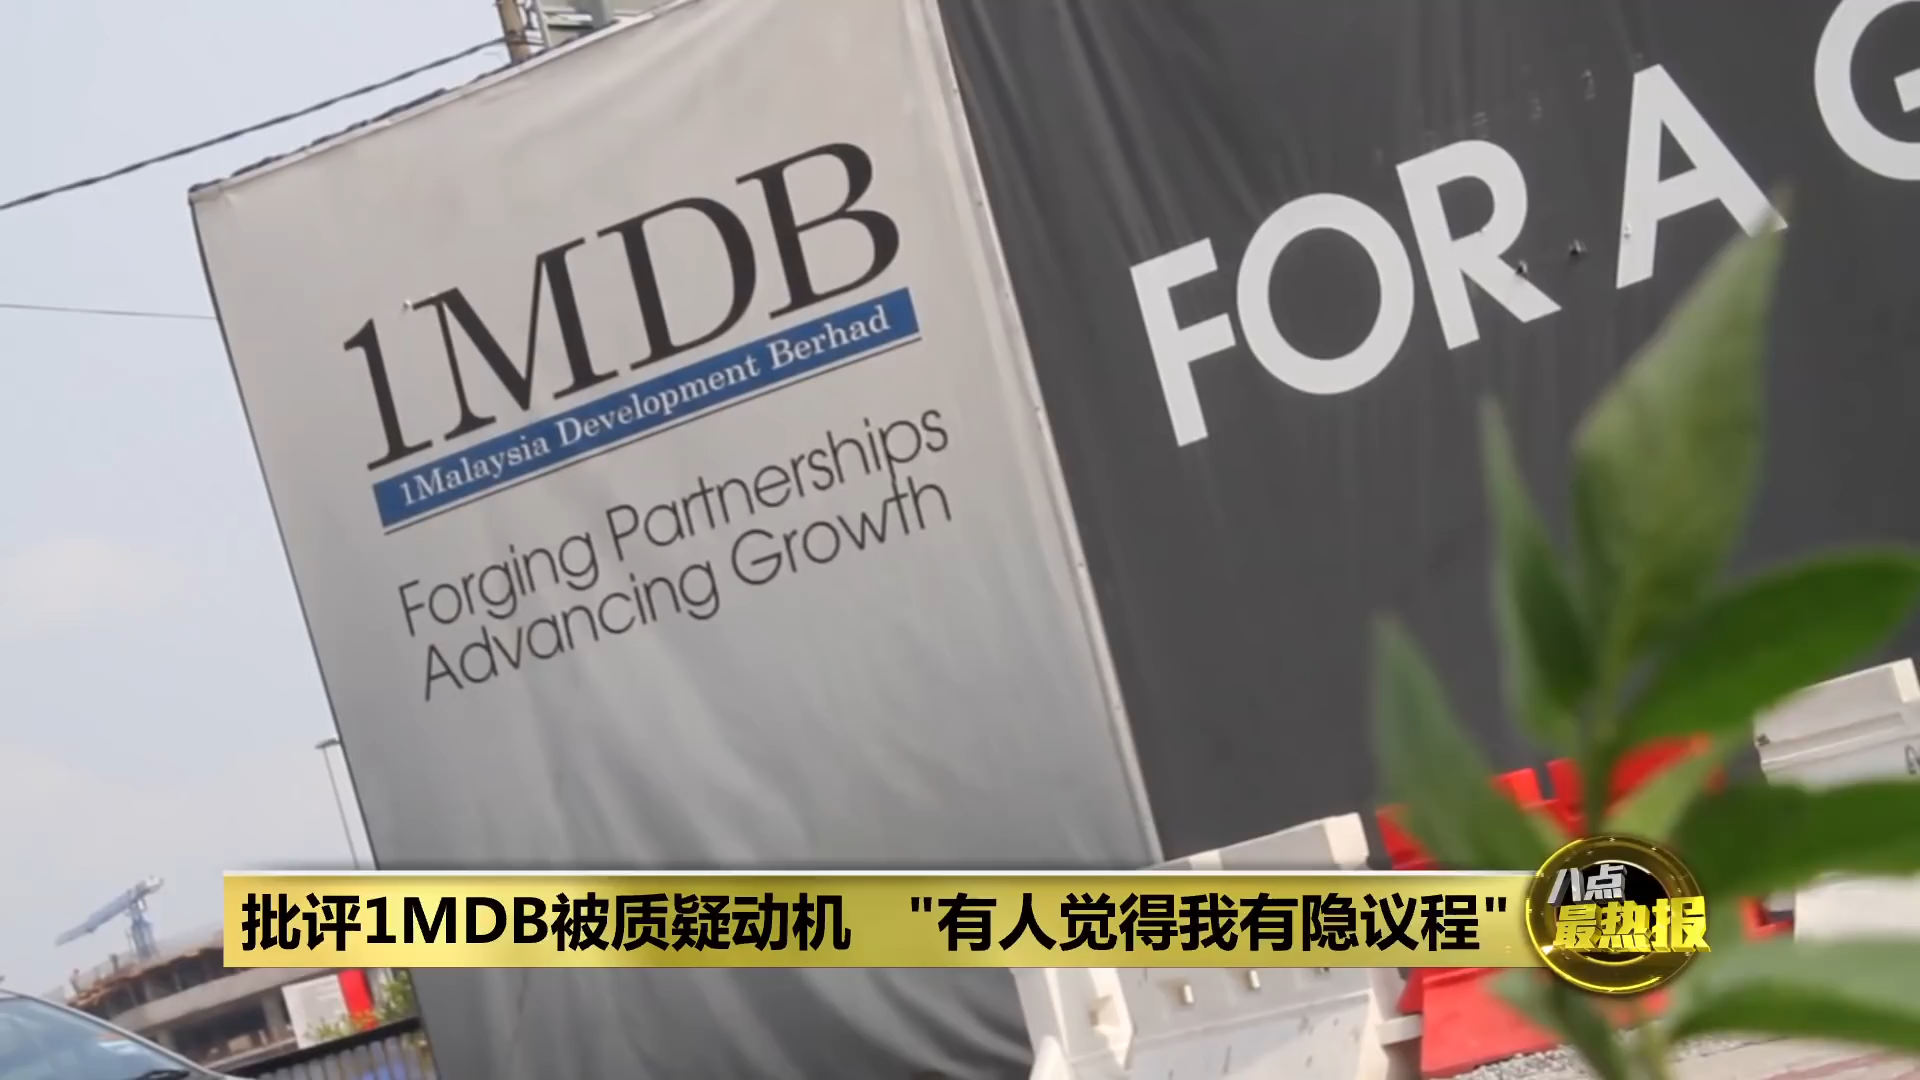 1MDB
1Malaysia Development Berhad
Forging Partnerships
Advancing Growth
FOR A G
批评1MDB被质疑动机 "有人觉得我有隐议程"
八点
最热报